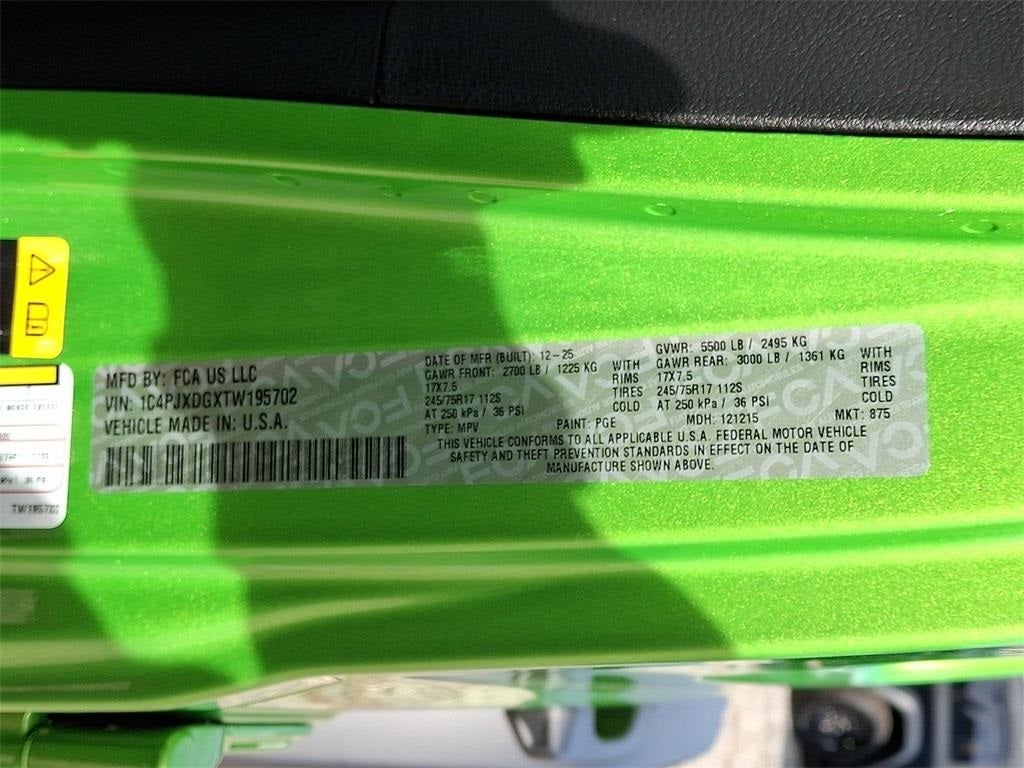 MFD BY: FCA US LLC
VIN: 1C4PJXDGXTW195702
VEHICLE MADE IN: U.S.A.
DATE OF MFR (BUILT): 12-25
GAWR FRONT: 2700 LB / 1225 KG WITH
17X7.5 RIMS
245/75R17 112S TIRES
AT 250 kPa / 36 PSI COLD
TYPE: MPV PAINT: PGE
GVWR: 5500 LB / 2495 KG
GAWR REAR: 3000 LB / 1361 KG WITH
17X7.5 RIMS
245/75R17 112S TIRES
AT 250 kPa / 36 PSI COLD
MDH: 121215 MKT: 875
THIS VEHICLE CONFORMS TO ALL APPLICABLE U.S.A. FEDERAL MOTOR VEHICLE
SAFETY AND THEFT PREVENTION STANDARDS IN EFFECT ON THE DATE OF
MANUFACTURE SHOWN ABOVE.
TW195702